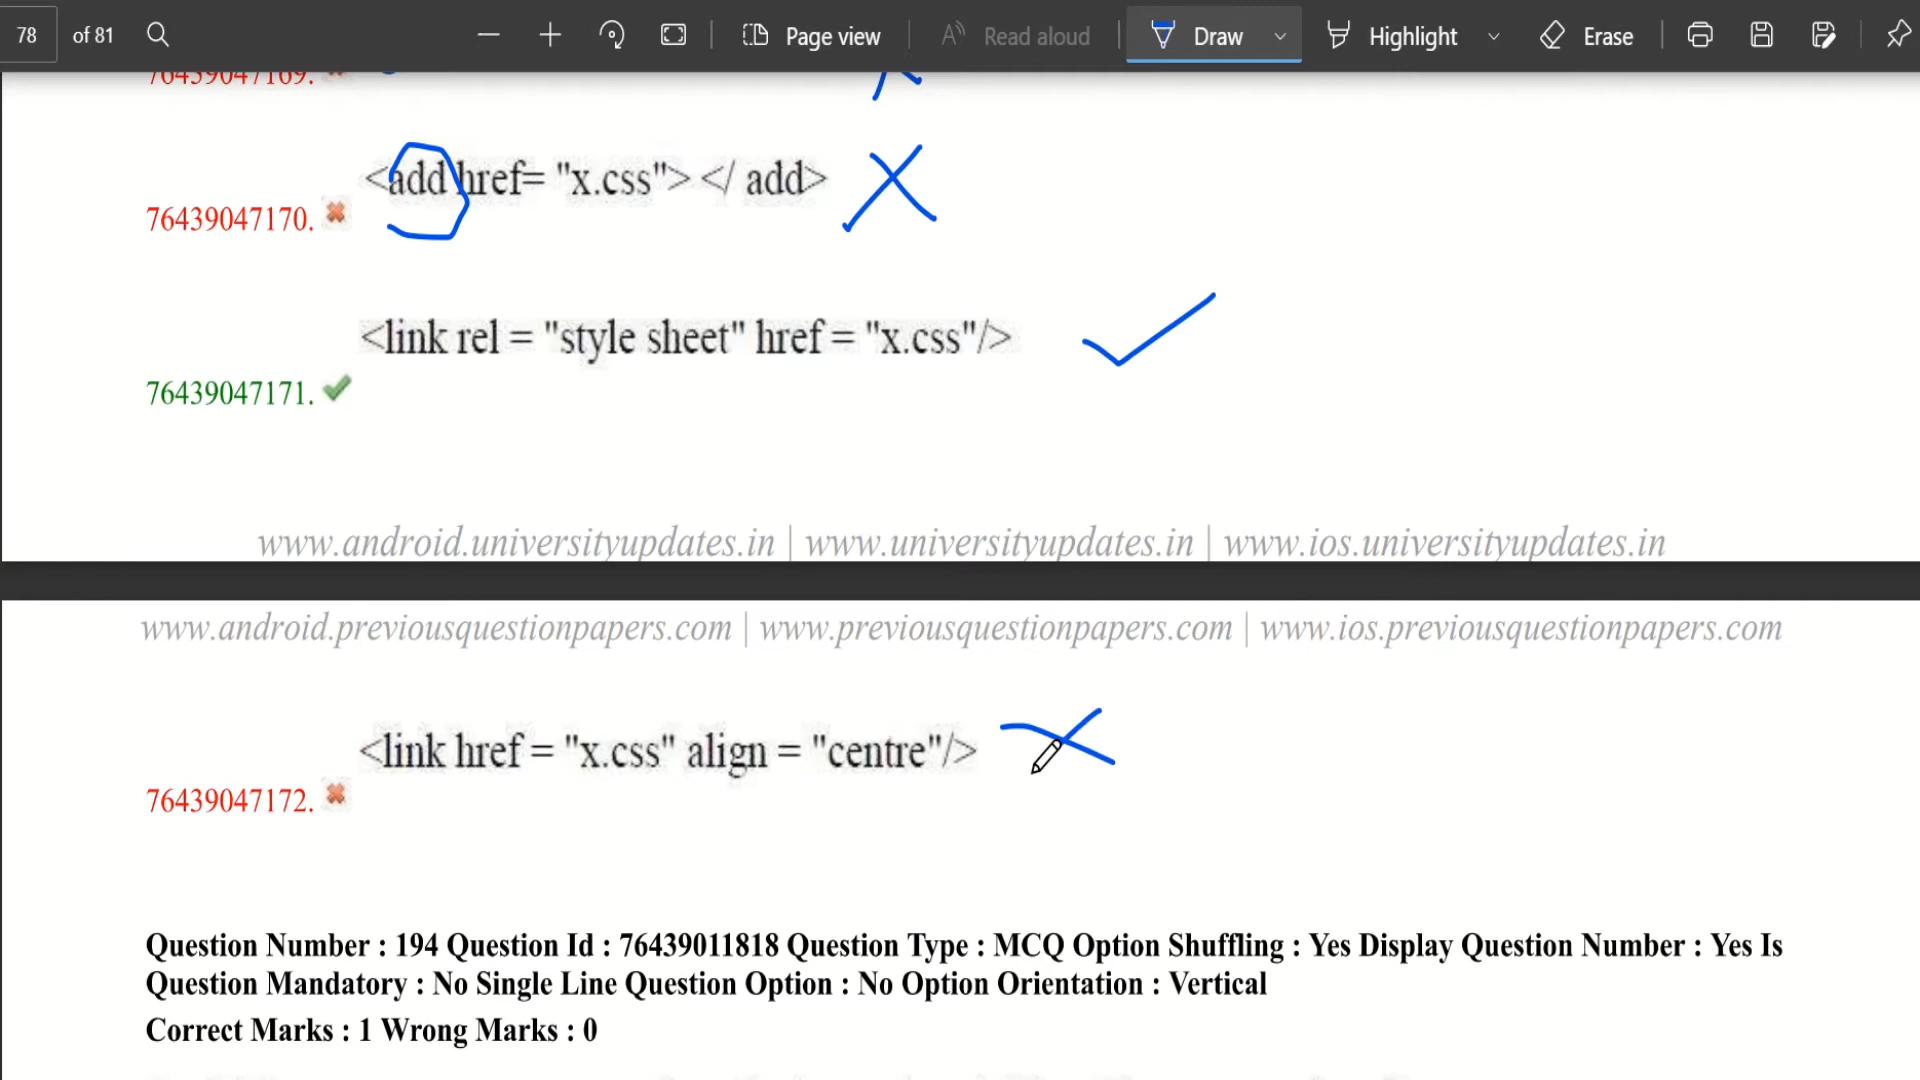 78 of 81 Page view Read aloud Draw Highlight Erase
76439047169.
<add href= "x.css"> </ add>
76439047170.
<link rel = "style sheet" href = "x.css"/>
76439047171.
www.android.universityupdates.in | www.universityupdates.in | www.ios.universityupdates.in
www.android.previousquestionpapers.com | www.previousquestionpapers.com | www.ios.previousquestionpapers.com
<link href = "x.css" align = "centre"/>
76439047172.
Question Number : 194 Question Id : 76439011818 Question Type : MCQ Option Shuffling : Yes Display Question Number : Yes Is
Question Mandatory : No Single Line Question Option : No Option Orientation : Vertical
Correct Marks : 1 Wrong Marks : 0